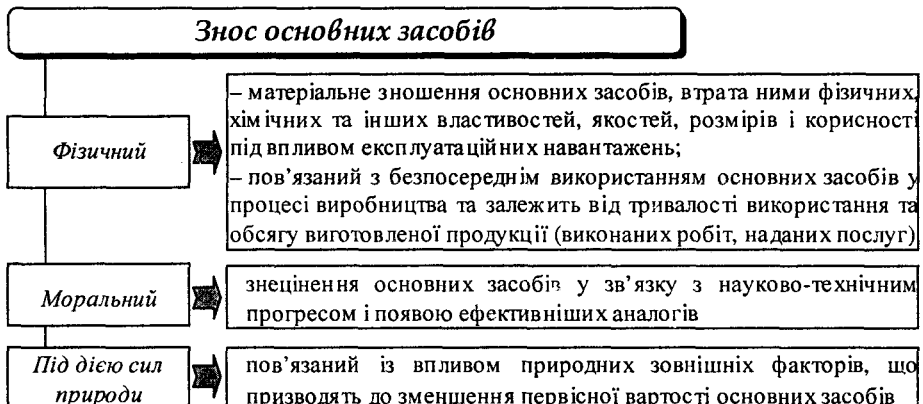 Знос основних засобів
Фізичний
– матеріальне зношення основних засобів, втрата ними фізичних,
хімічних та інших властивостей, якостей, розмірів і корисності
під впливом експлуатаційних навантажень;
– пов’язаний з безпосереднім використанням основних засобів у
процесі виробництва та залежить від тривалості використання та
обсягу виготовленої продукції (виконаних робіт, наданих послуг)
Моральний
знецінення основних засобів у зв’язку з науково-технічним
прогресом і появою ефективніших аналогів
Під дією сил
природи
пов’язаний із впливом природних зовнішніх факторів, що
призводять до зменшення первісної вартості основних засобів